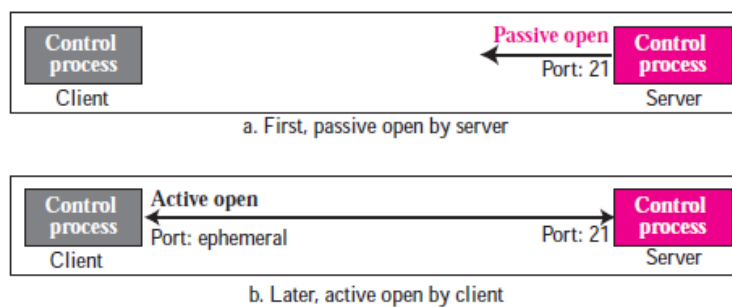 Control
process
Client
Passive open
Port: 21
Control
process
Server
a. First, passive open by server
Control
process
Client
Active open
Port: ephemeral
Port: 21
Control
process
Server
b. Later, active open by client